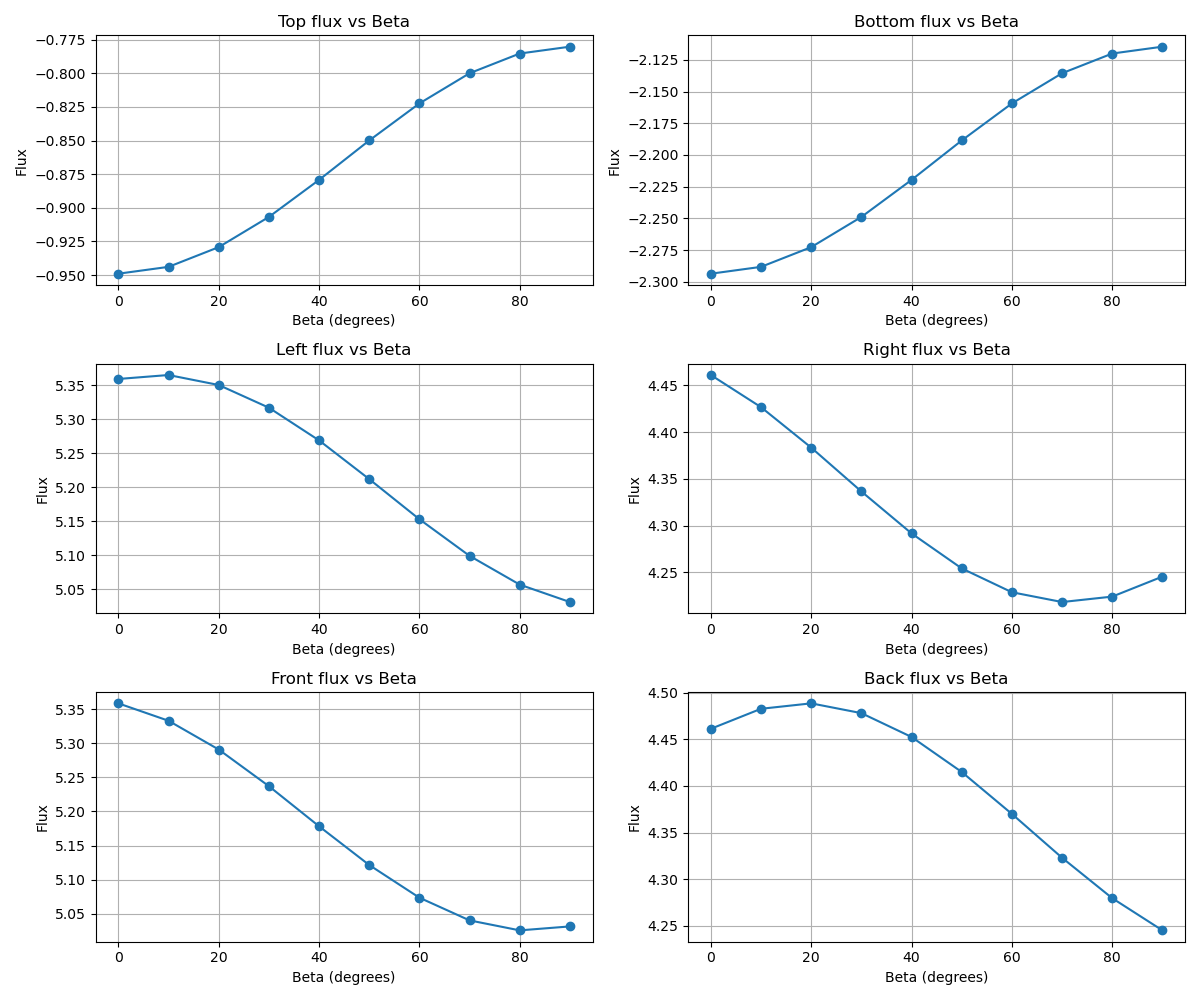 Top flux vs Beta
Flux
−0.775
−0.800
−0.825
−0.850
−0.875
−0.900
−0.925
−0.950
0 20 40 60 80
Beta (degrees)
Bottom flux vs Beta
Flux
−2.125
−2.150
−2.175
−2.200
−2.225
−2.250
−2.275
−2.300
0 20 40 60 80
Beta (degrees)
Left flux vs Beta
Flux
5.35
5.30
5.25
5.20
5.15
5.10
5.05
0 20 40 60 80
Beta (degrees)
Right flux vs Beta
Flux
4.45
4.40
4.35
4.30
4.25
0 20 40 60 80
Beta (degrees)
Front flux vs Beta
Flux
5.35
5.30
5.25
5.20
5.15
5.10
5.05
0 20 40 60 80
Beta (degrees)
Back flux vs Beta
Flux
4.50
4.45
4.40
4.35
4.30
4.25
0 20 40 60 80
Beta (degrees)